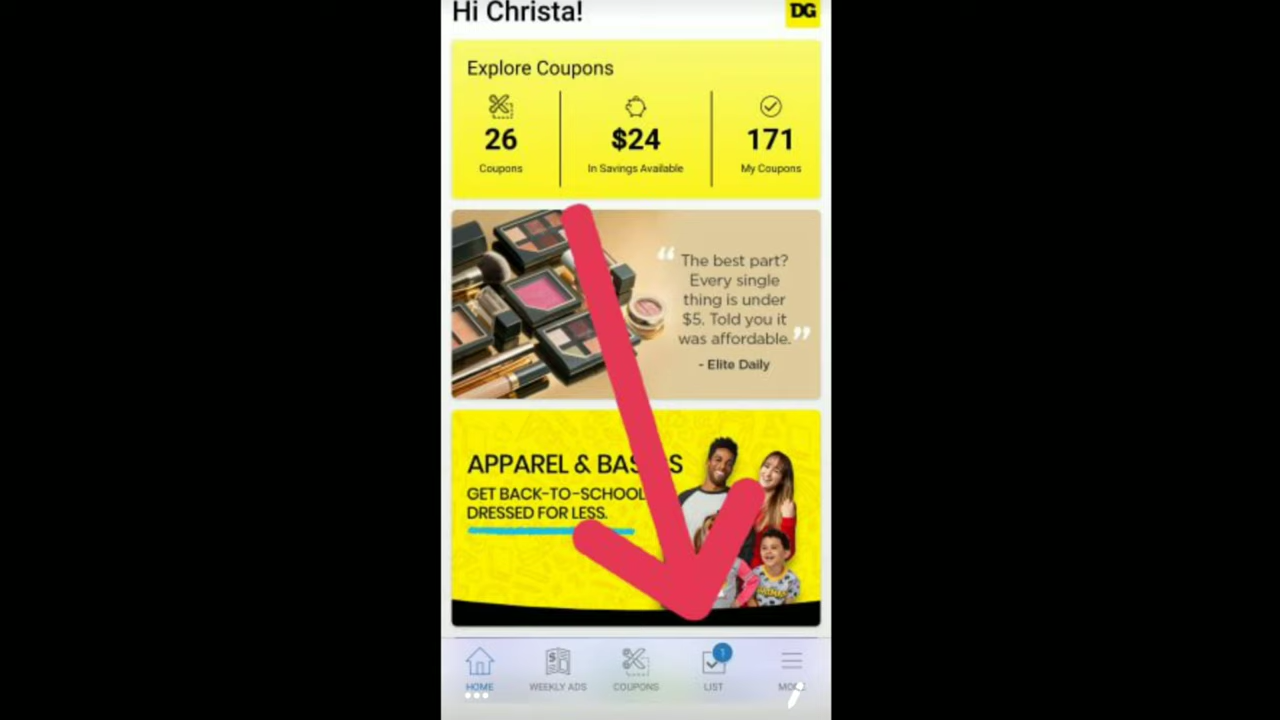 Hi Christa!
DG
Explore Coupons
26
$24
171
Coupons
In Savings Available
My Coupons
“ The best part?
Every single
thing is under
$5. Told you it
was affordable. ”
- Elite Daily
APPAREL &
GET BACK-TO-SCHOOL
DRESSED FOR LESS.
1
HOME
WEEKLY ADS
COUPONS
LIST